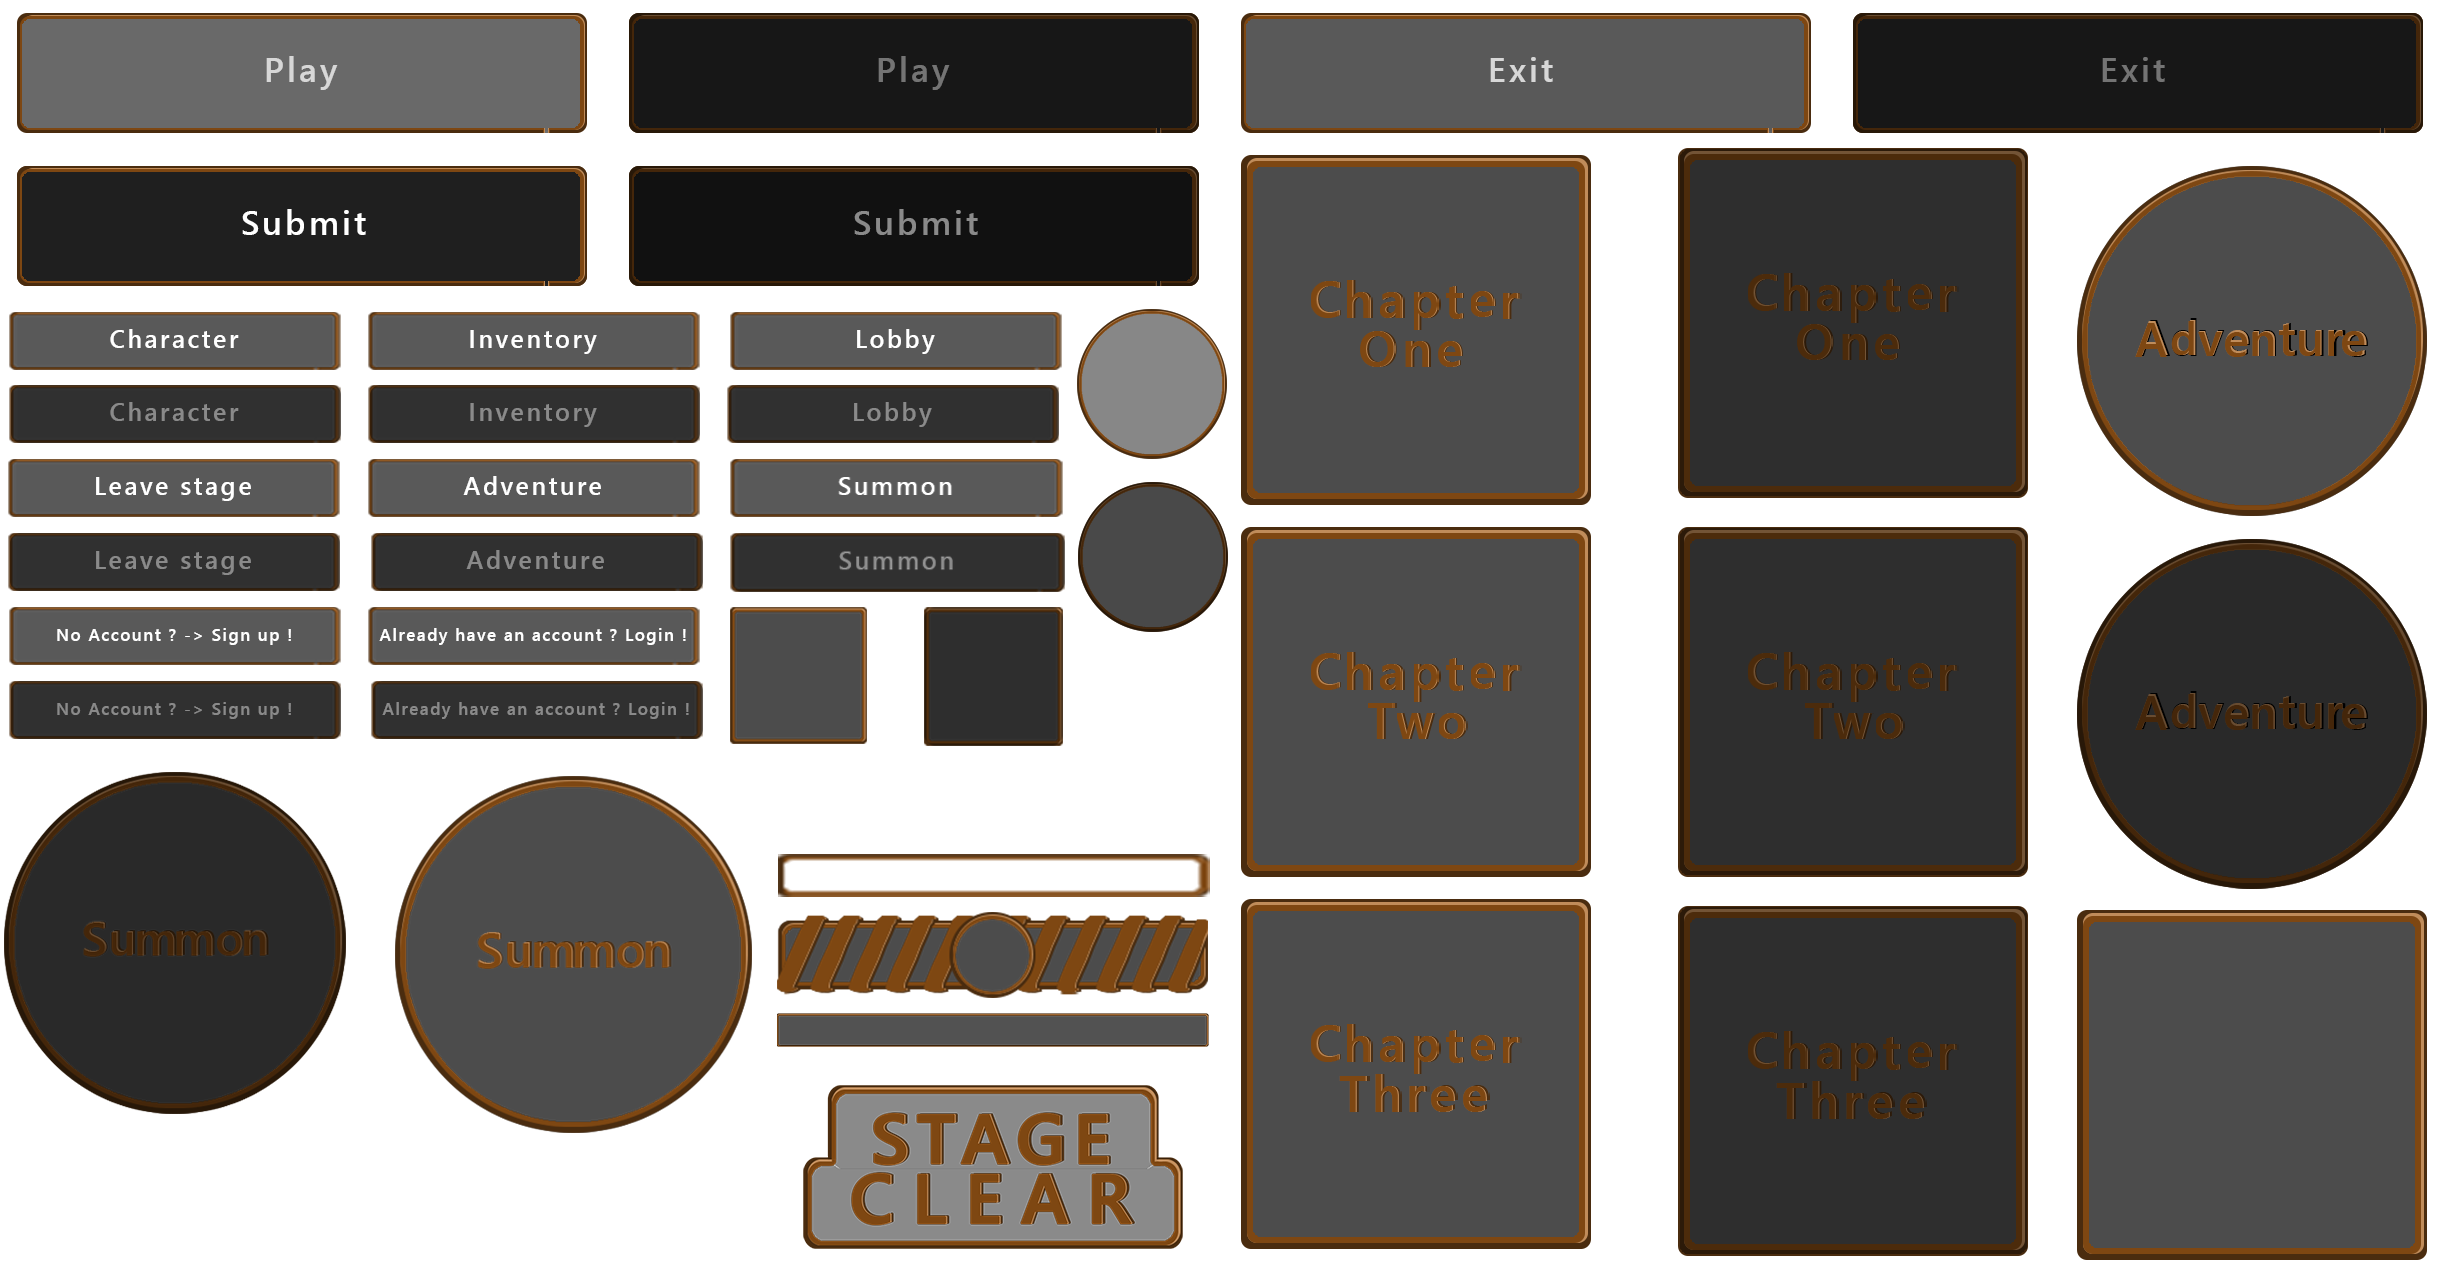 Play
Play
Exit
Exit
Submit
Submit
Character
Inventory
Lobby
Character
Inventory
Lobby
Leave stage
Adventure
Summon
Leave stage
Adventure
Summon
No Account ? -> Sign up !
Already have an account ? Login !
No Account ? -> Sign up !
Already have an account ? Login !
Chapter
One
Chapter
One
Adventure
Chapter
Two
Chapter
Two
Adventure
Summon
Summon
Chapter
Three
Chapter
Three
STAGE
CLEAR